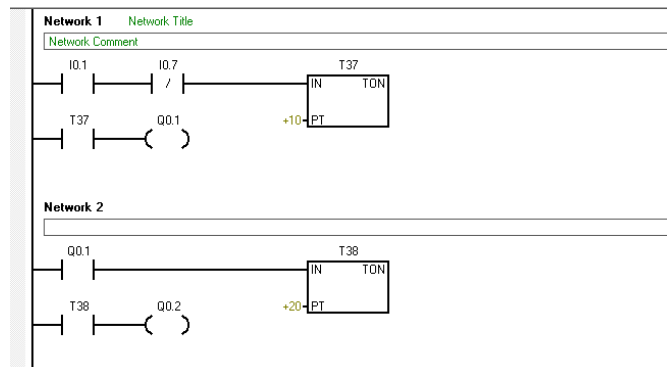 Network 1 Network Title
Network Comment
I0.1 I0.7 T37
/ IN TON
T37 Q0.1 +10 PT
Network 2
Q0.1 T38
IN TON
T38 Q0.2 +20 PT